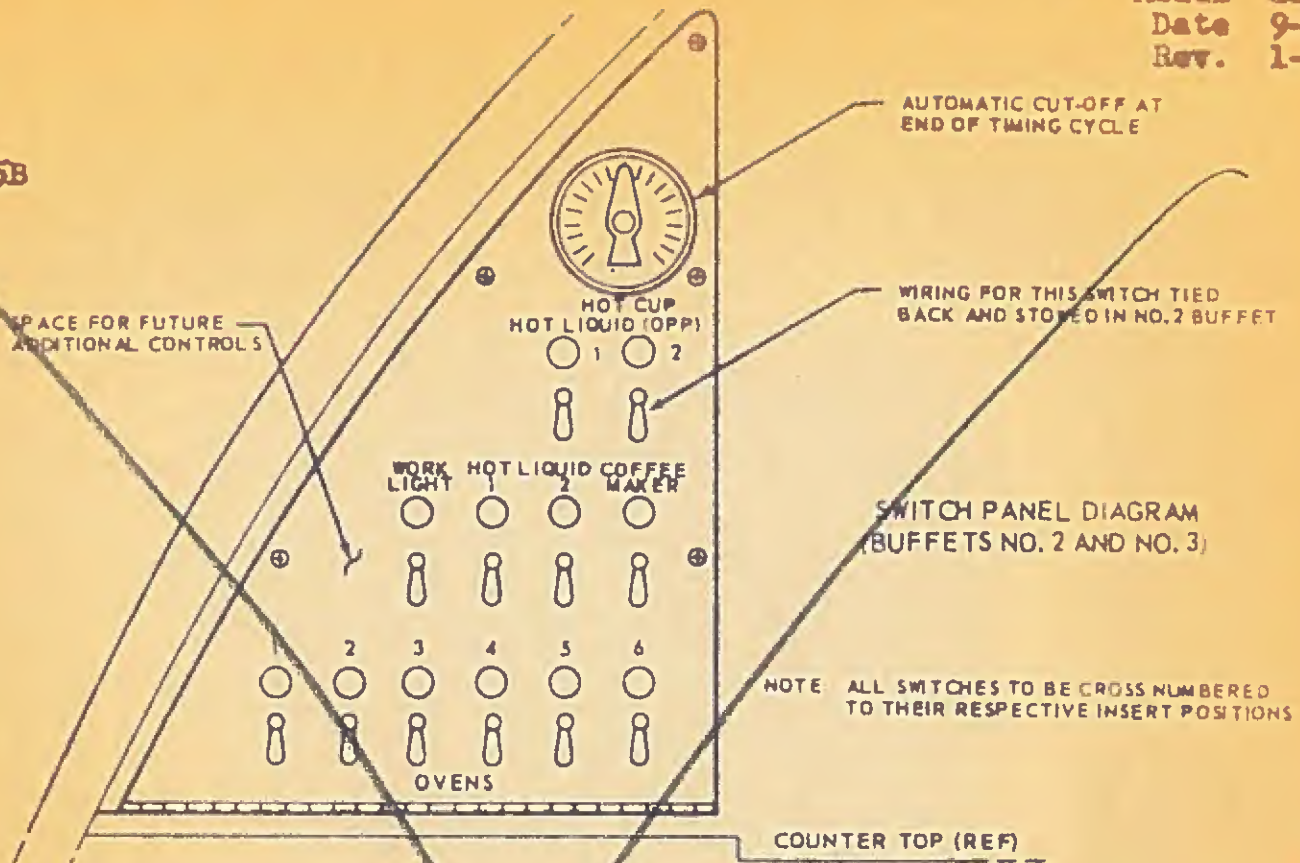 Date 9-
Rev. 1-
AUTOMATIC CUT-OFF AT
END OF TIMING CYCLE
HOT CUP
HOT LIQUID (OPP)
1 2
WIRING FOR THIS SWITCH TIED
BACK AND STOWED IN NO. 2 BUFFET
SPACE FOR FUTURE
ADDITIONAL CONTROLS
WORK LIGHT
HOT LIQUID
1 2
COFFEE MAKER
SWITCH PANEL DIAGRAM
(BUFFETS NO. 2 AND NO. 3)
1 2 3 4 5 6
OVENS
NOTE ALL SWITCHES TO BE CROSS NUMBERED
TO THEIR RESPECTIVE INSERT POSITIONS
COUNTER TOP (REF)